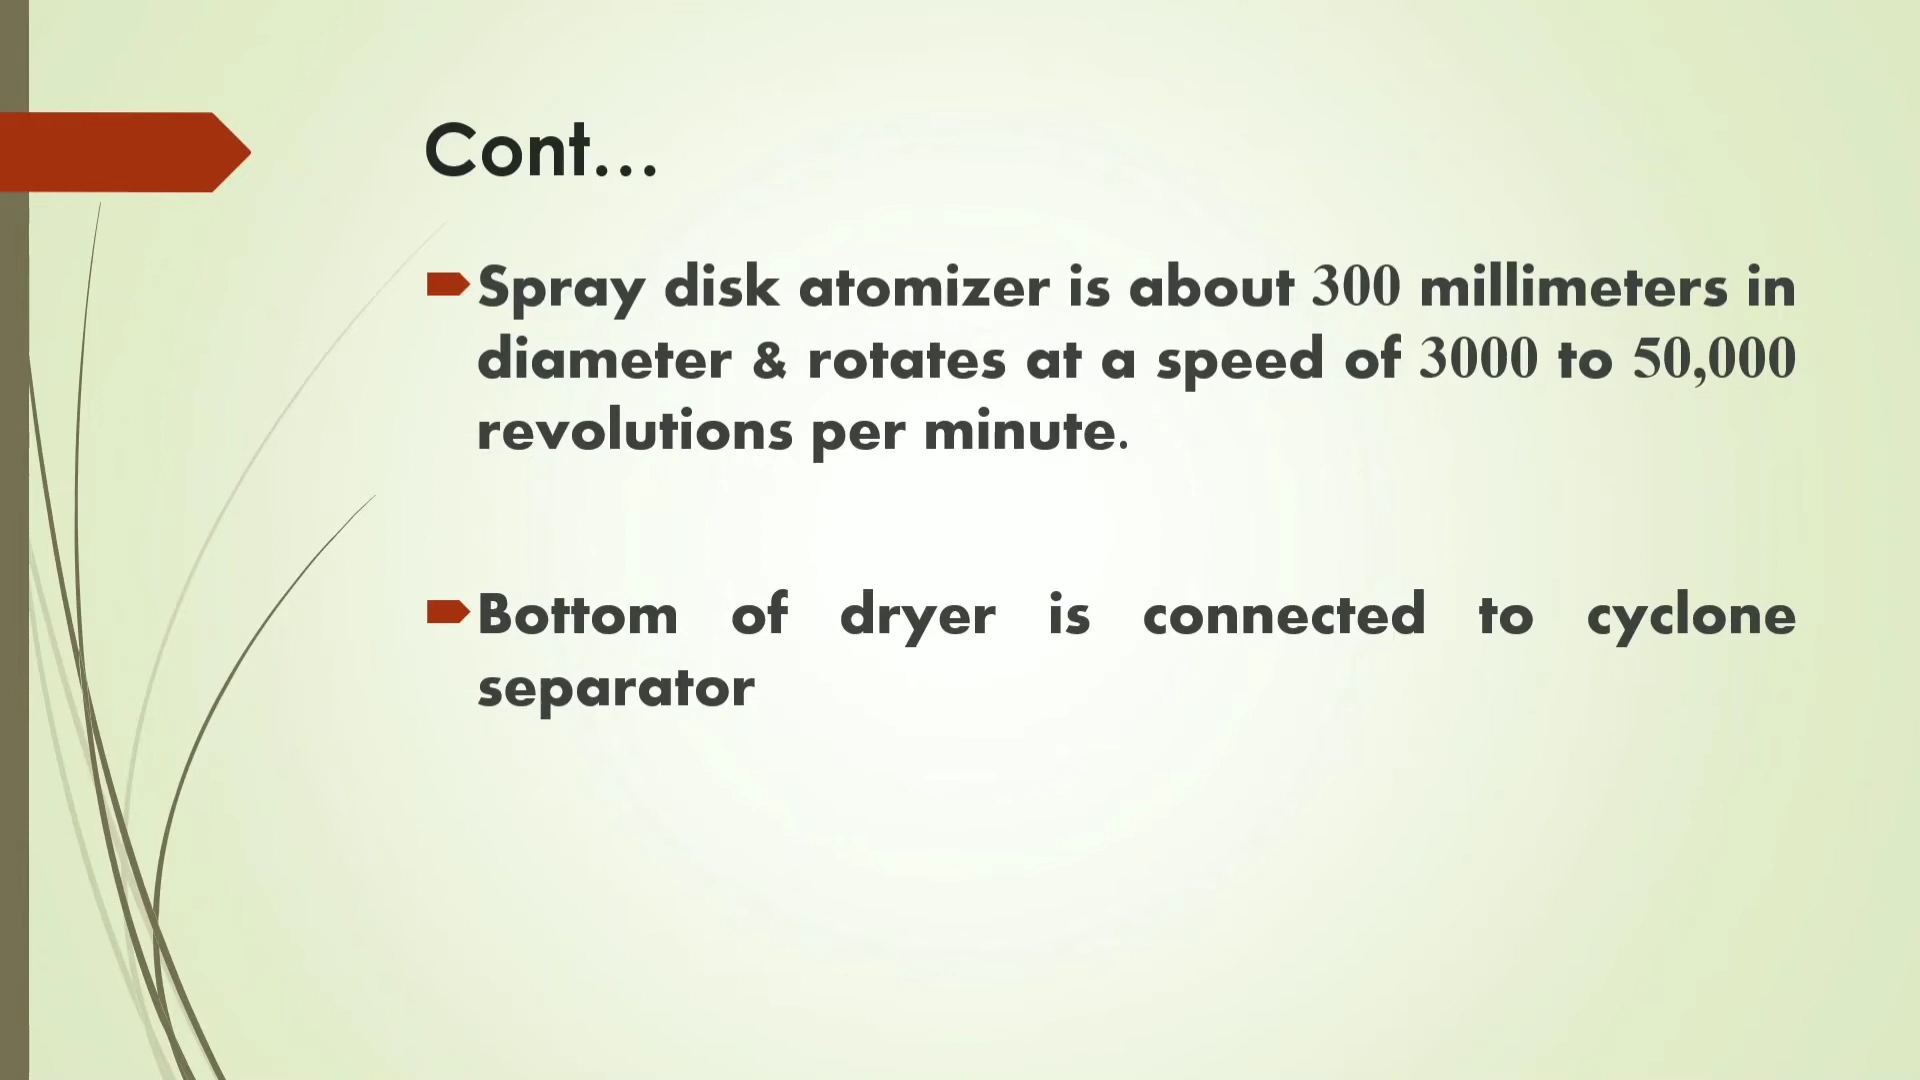 Cont...
Spray disk atomizer is about 300 millimeters in
diameter & rotates at a speed of 3000 to 50,000
revolutions per minute.
Bottom of dryer is connected to cyclone
separator